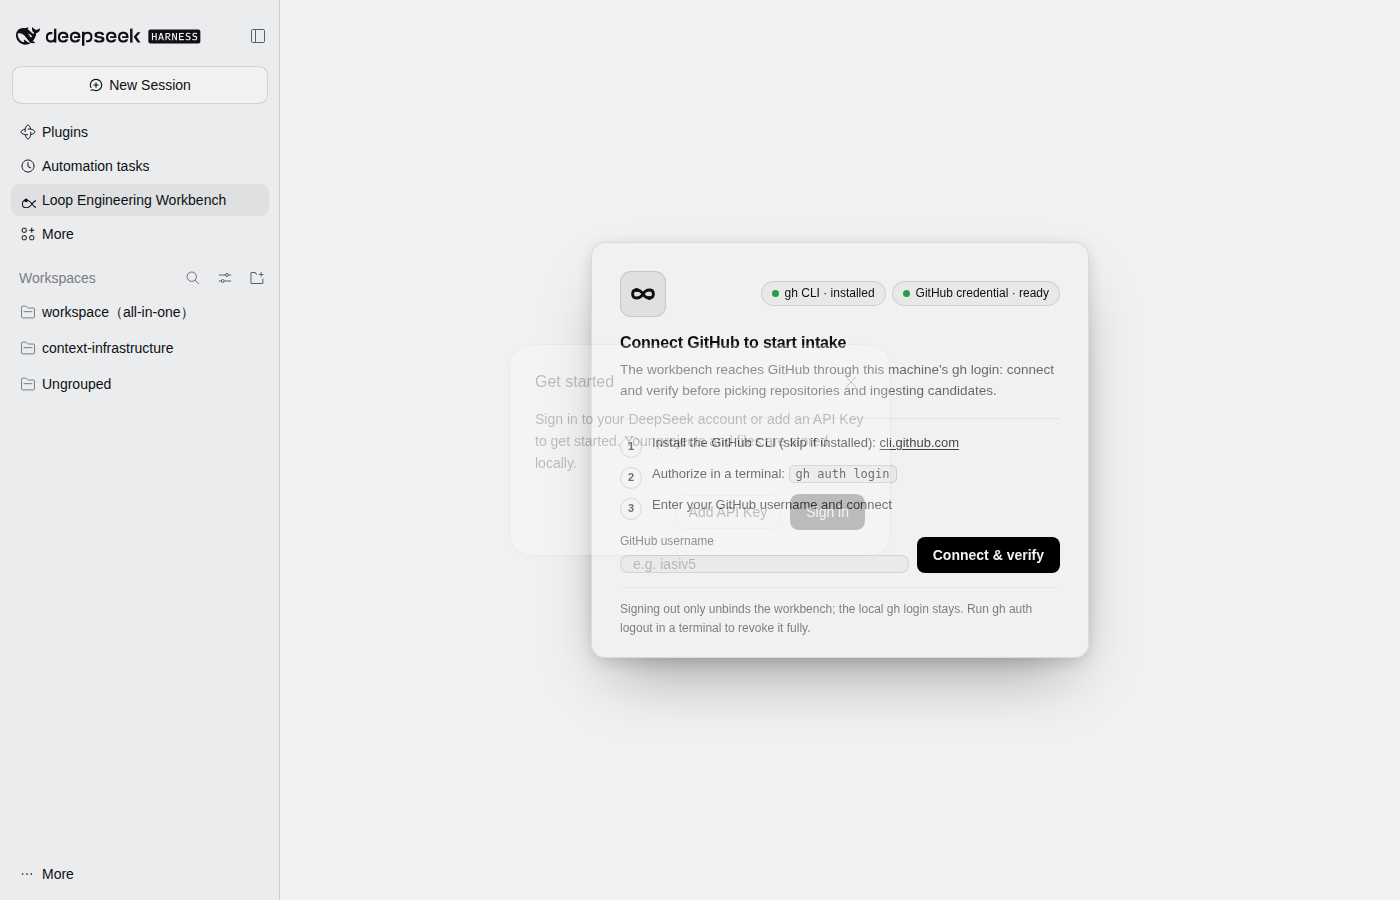 deepseek HARNESS
New Session
Plugins
Automation tasks
Loop Engineering Workbench
More
Workspaces
workspace（all-in-one）
context-infrastructure
Ungrouped
More
gh CLI · installed
GitHub credential · ready
Connect GitHub to start intake
The workbench reaches GitHub through this machine's gh login: connect
and verify before picking repositories and ingesting candidates.
1 Install the GitHub CLI (skip if installed): cli.github.com
2 Authorize in a terminal: gh auth login
3 Enter your GitHub username and connect
GitHub username
e.g. iasiv5
Connect & verify
Signing out only unbinds the workbench; the local gh login stays. Run gh auth
logout in a terminal to revoke it fully.
Get started
Sign in to your DeepSeek account or add an API Key
to get started. Your projects and files are stored
locally.
Add API Key
Sign in